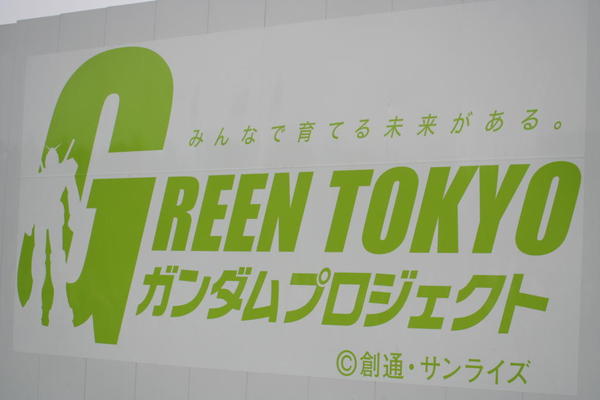 みんなで育てる未来がある。
GREEN TOKYO
ガンダムプロジェクト
©創通・サンライズ